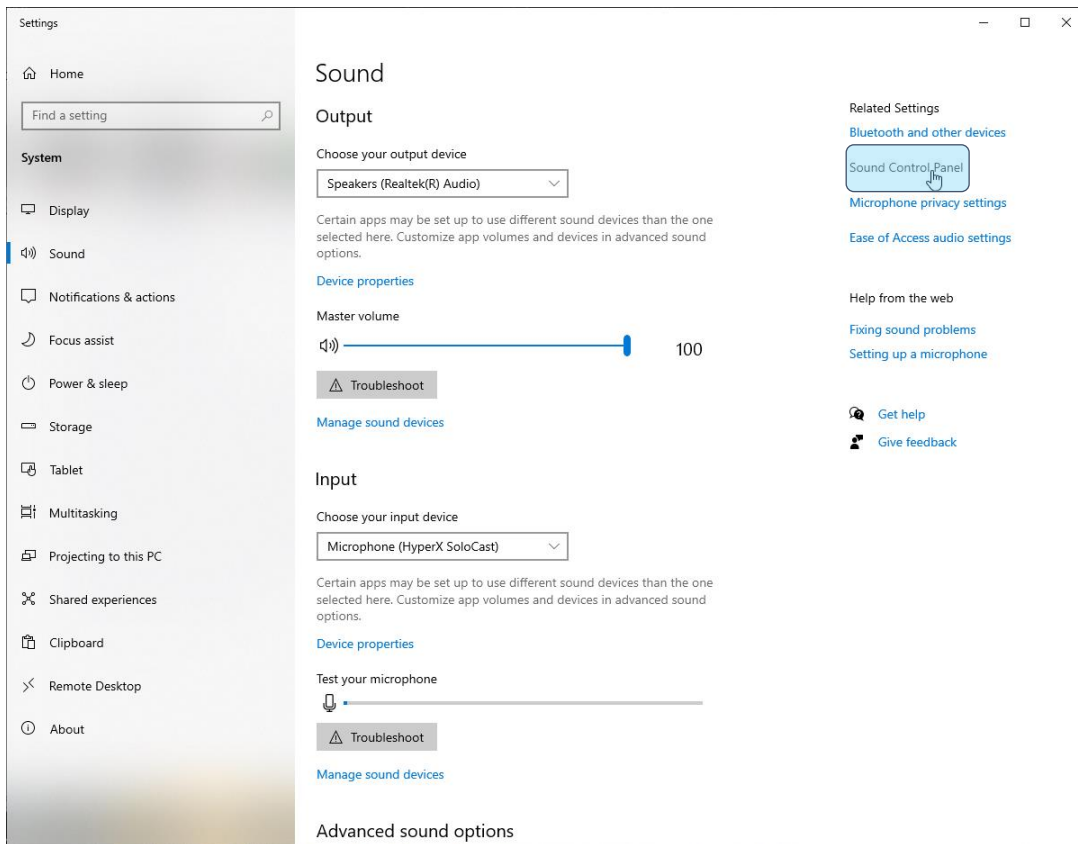 Settings
Home
Find a setting
System
Display
Sound
Notifications & actions
Focus assist
Power & sleep
Storage
Tablet
Multitasking
Projecting to this PC
Shared experiences
Clipboard
Remote Desktop
About
Sound
Output
Choose your output device
Speakers (Realtek(R) Audio)
Certain apps may be set up to use different sound devices than the one
selected here. Customize app volumes and devices in advanced sound
options.
Device properties
Master volume
100
Troubleshoot
Manage sound devices
Input
Choose your input device
Microphone (HyperX SoloCast)
Certain apps may be set up to use different sound devices than the one
selected here. Customize app volumes and devices in advanced sound
options.
Device properties
Test your microphone
Troubleshoot
Manage sound devices
Advanced sound options
Related Settings
Bluetooth and other devices
Sound Control Panel
Microphone privacy settings
Ease of Access audio settings
Help from the web
Fixing sound problems
Setting up a microphone
Get help
Give feedback